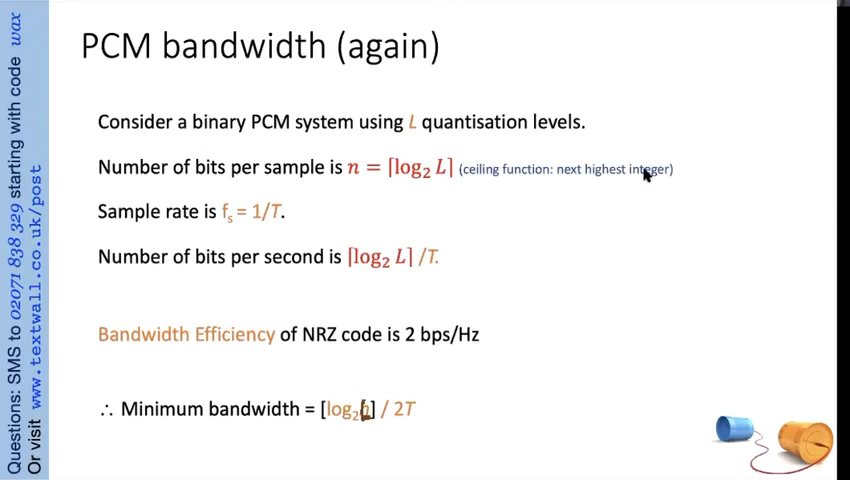 Questions: SMS to 02071 838 329 starting with code wax
Or visit www.textwall.co.uk/post
PCM bandwidth (again)
Consider a binary PCM system using L quantisation levels.
Number of bits per sample is n = ⌈log₂ L⌉ (ceiling function: next highest integer)
Sample rate is fₛ = 1/T.
Number of bits per second is ⌈log₂ L⌉ /T.
Bandwidth Efficiency of NRZ code is 2 bps/Hz
∴ Minimum bandwidth = [log₂ ] / 2T